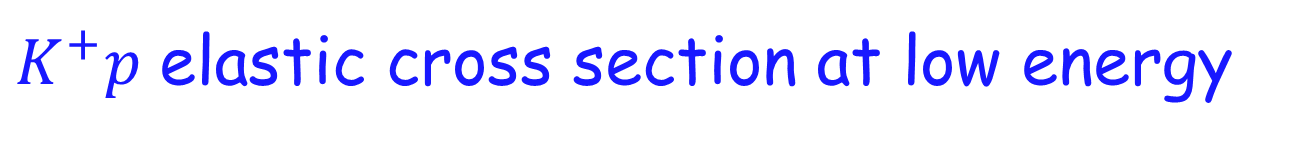 K⁺p elastic cross section at low energy